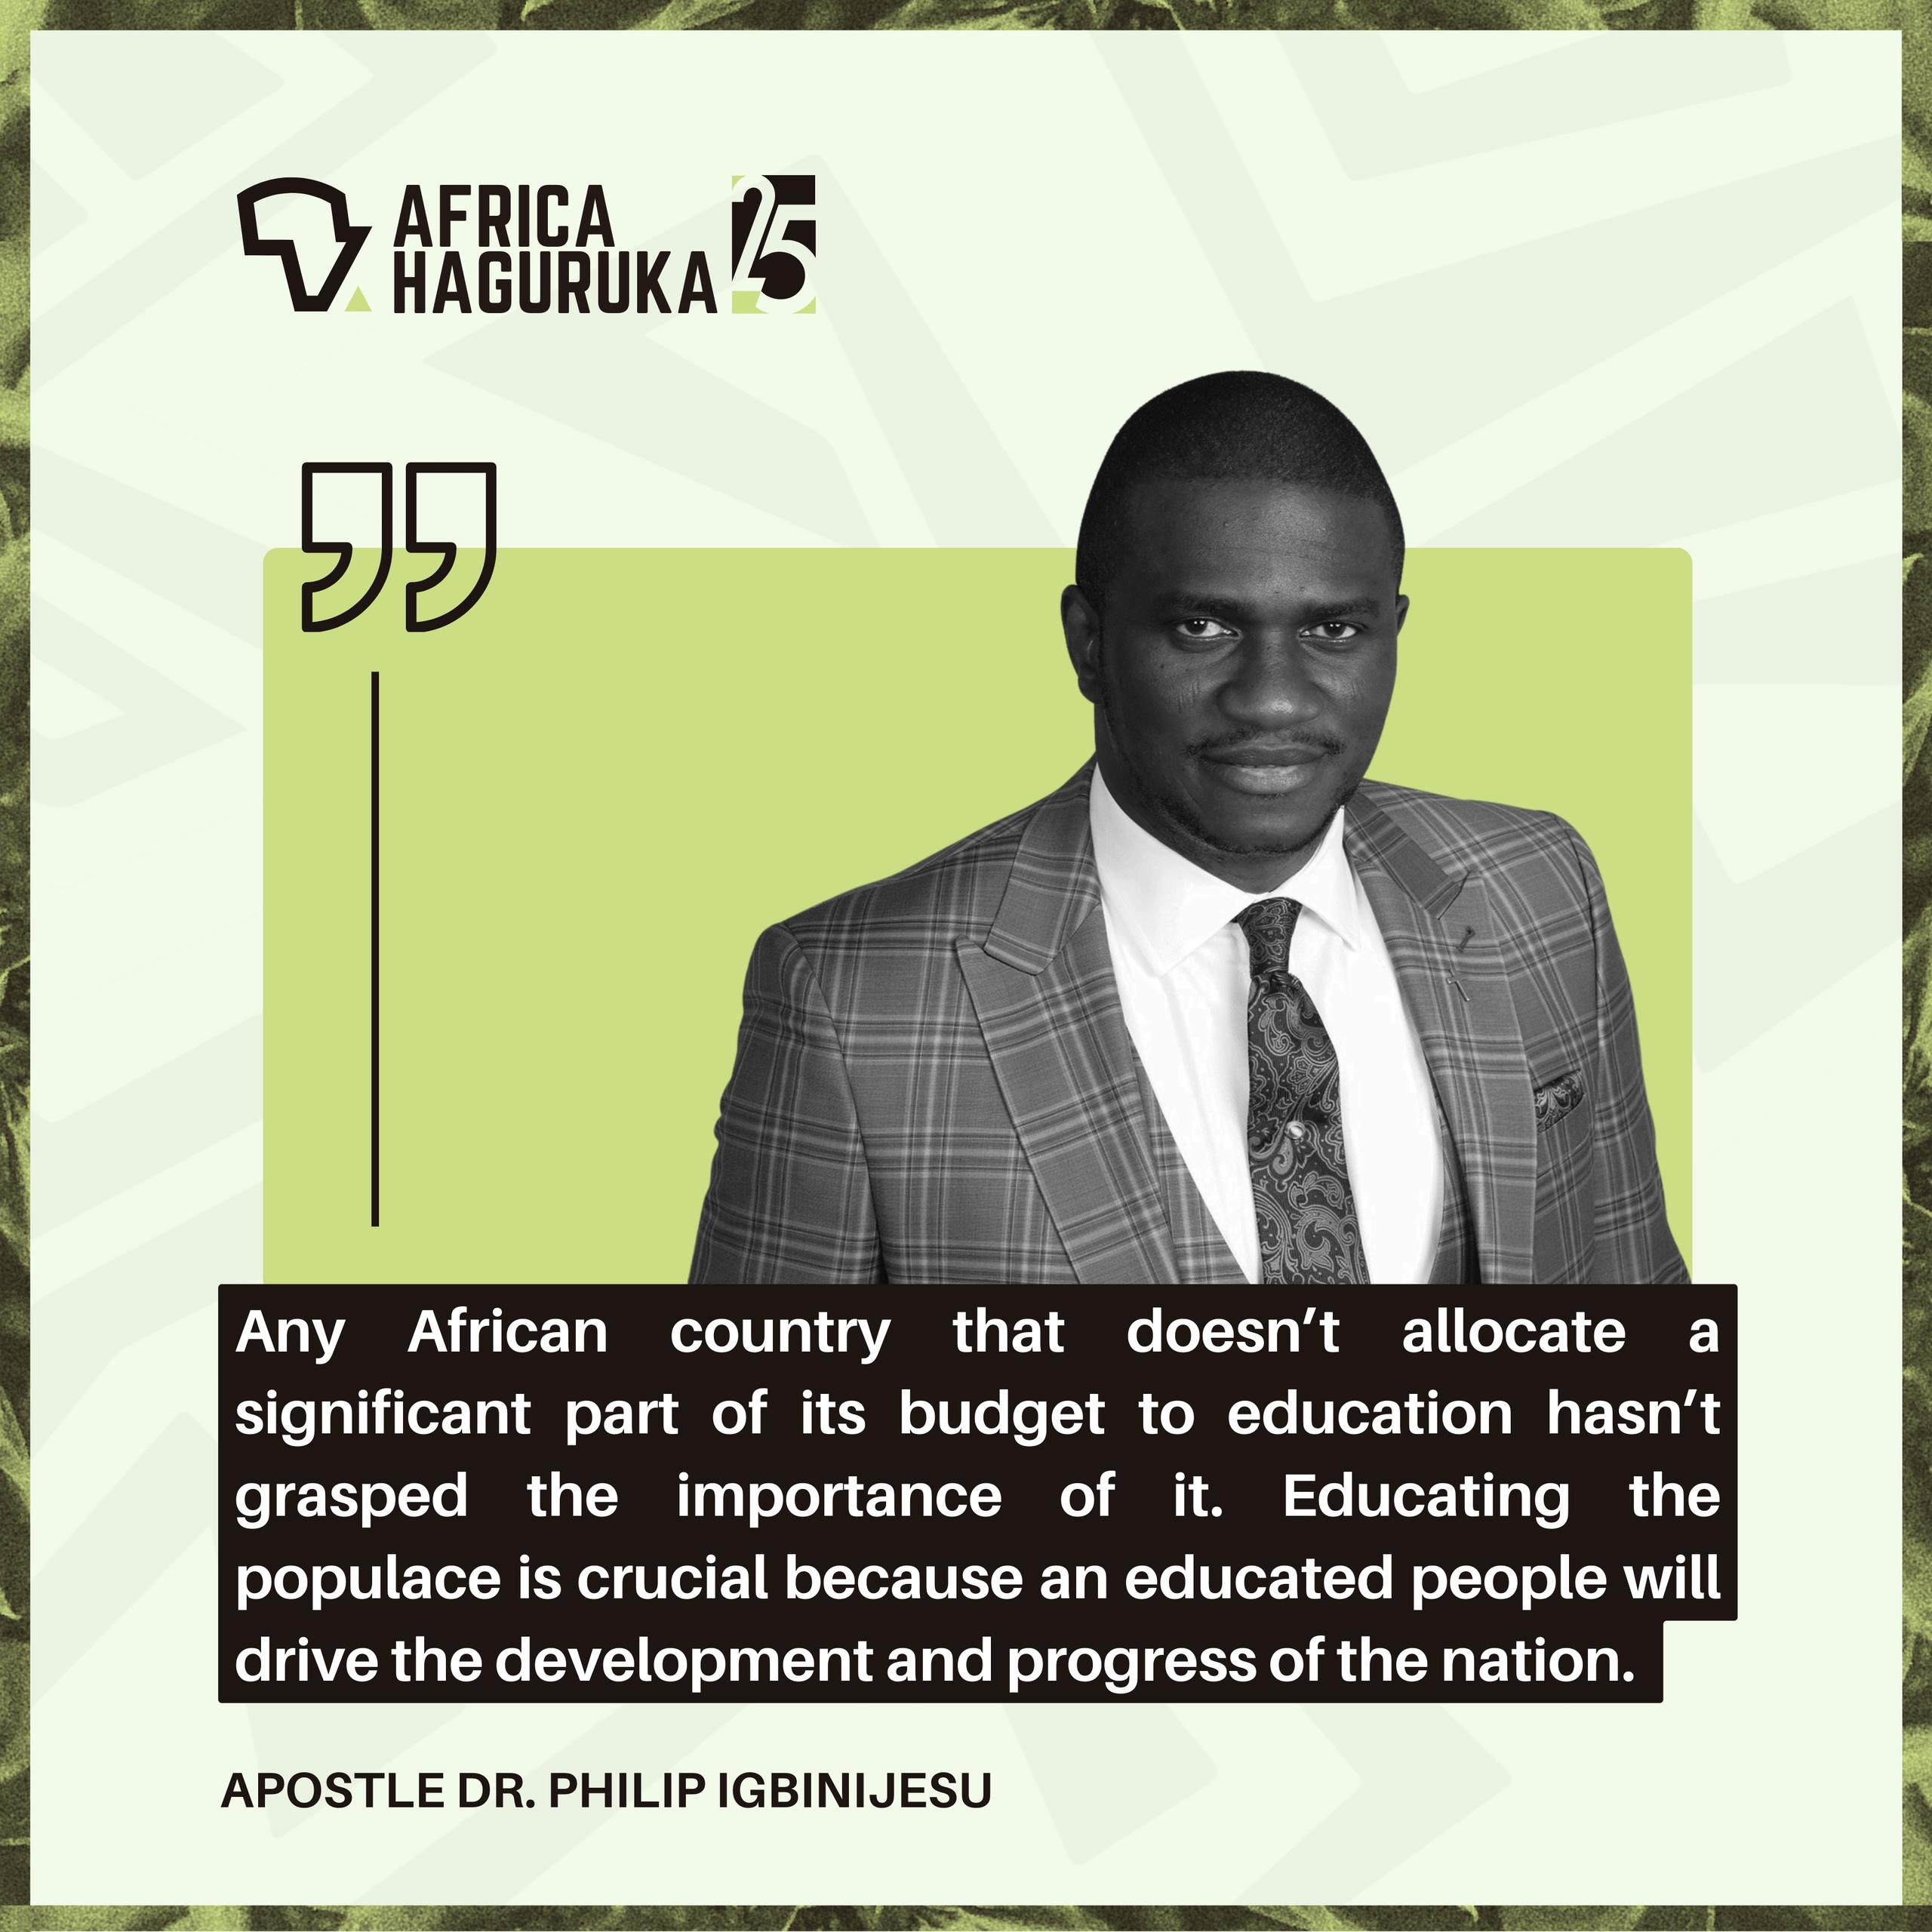 AFRICA
HAGURUKA 25
Any African country that doesn’t allocate a
significant part of its budget to education hasn’t
grasped the importance of it. Educating the
populace is crucial because an educated people will
drive the development and progress of the nation.
APOSTLE DR. PHILIP IGBINIJESU